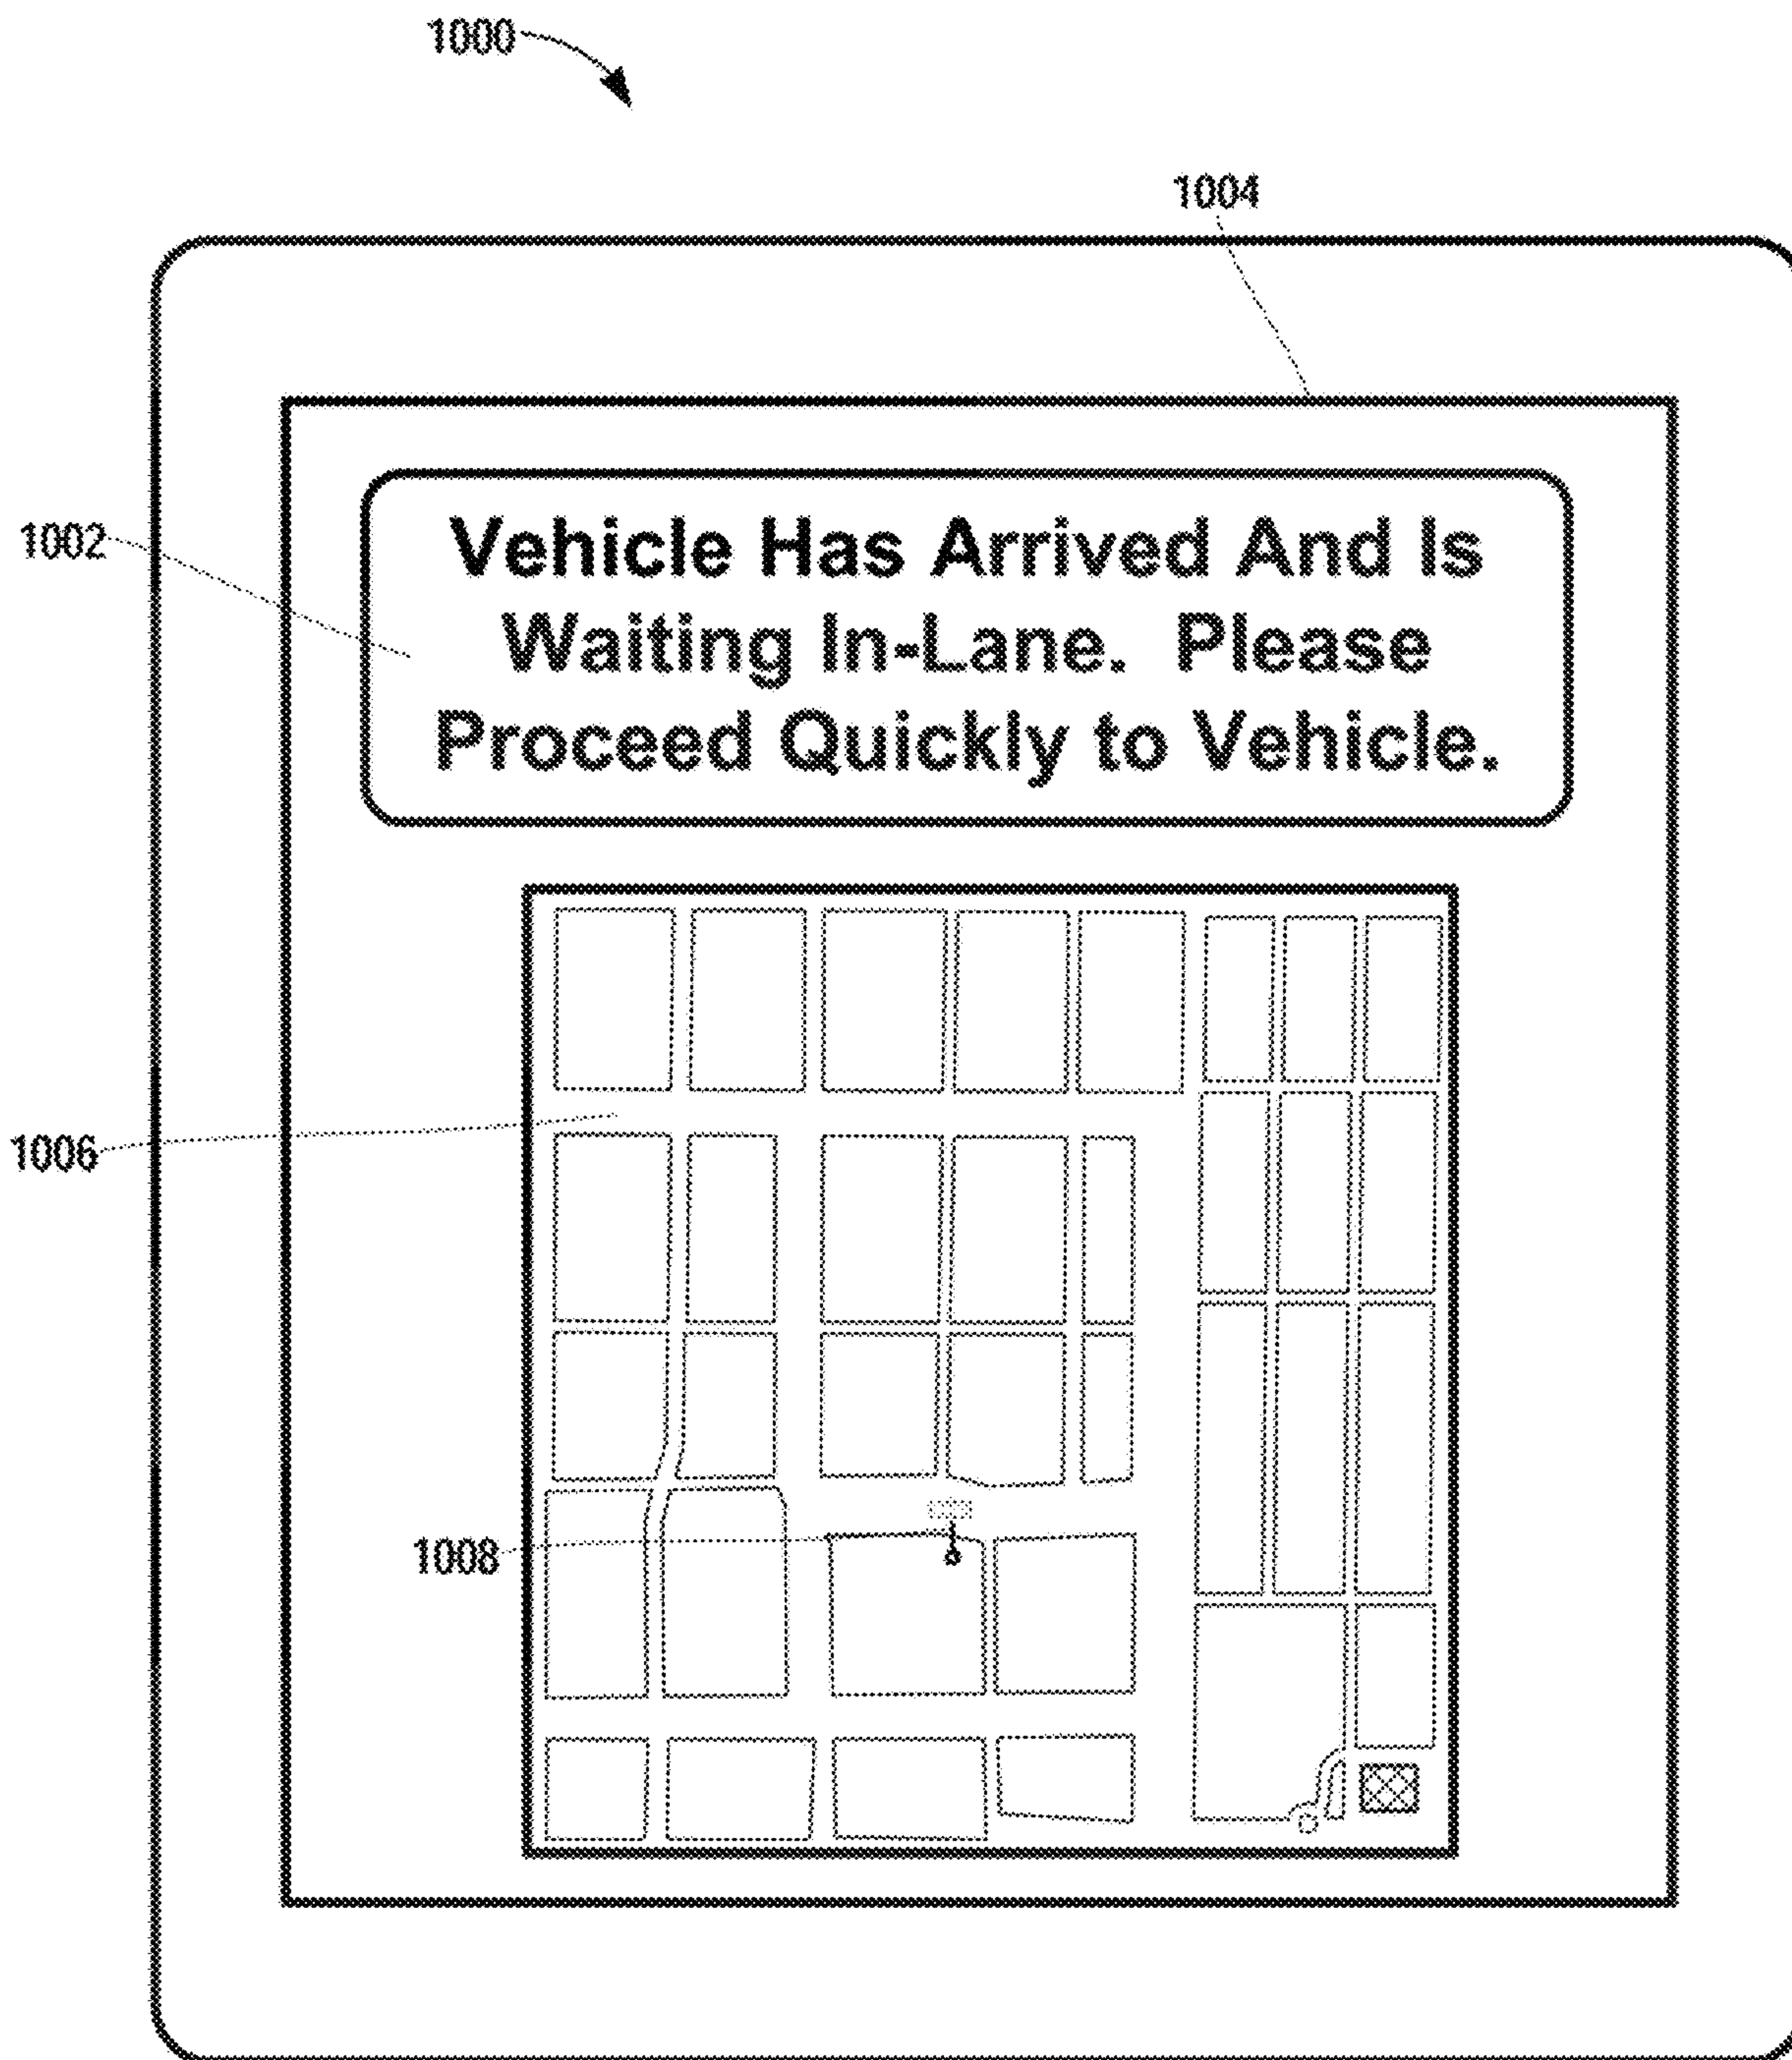 1000
1004
1002
Vehicle Has Arrived And Is
Waiting In-Lane. Please
Proceed Quickly to Vehicle.
1006
1008